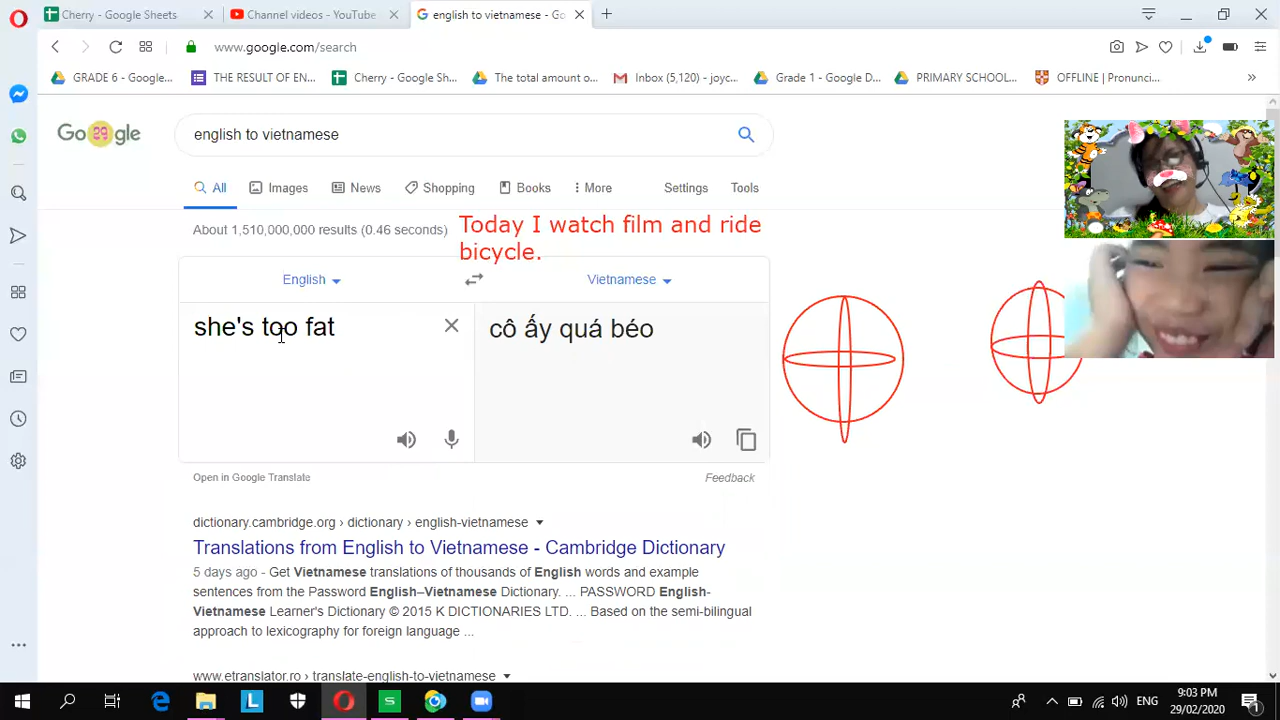 Cherry - Google Sheets × Channel videos - YouTube × english to vietnamese - Go × +
www.google.com/search
GRADE 6 - Google... THE RESULT OF EN... Cherry - Google Sh... The total amount o... Inbox (5,120) - joyc... Grade 1 - Google D... PRIMARY SCHOOL... OFFLINE | Pronunci... »
Google
english to vietnamese
All Images News Shopping Books More Settings Tools
About 1,510,000,000 results (0.46 seconds)
Today I watch film and ride
bicycle.
English Vietnamese
she's too fat cô ấy quá béo
Open in Google Translate Feedback
dictionary.cambridge.org › dictionary › english-vietnamese
Translations from English to Vietnamese - Cambridge Dictionary
5 days ago - Get Vietnamese translations of thousands of English words and example
sentences from the Password English–Vietnamese Dictionary. ... PASSWORD English-
Vietnamese Learner's Dictionary © 2015 K DICTIONARIES LTD. ... Based on the semi-bilingual
approach to lexicography for foreign language ...
www.etranslator.ro › translate-english-to-vietnamese
ENG 9:03 PM
29/02/2020